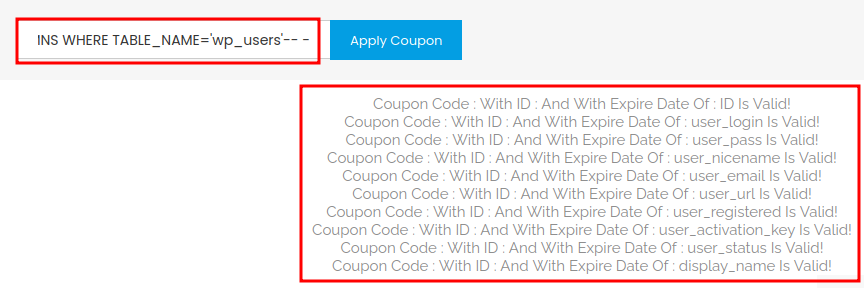 INS WHERE TABLE_NAME='wp_users'-- -
Apply Coupon
Coupon Code : With ID : And With Expire Date Of : ID Is Valid!
Coupon Code : With ID : And With Expire Date Of : user_login Is Valid!
Coupon Code : With ID : And With Expire Date Of : user_pass Is Valid!
Coupon Code : With ID : And With Expire Date Of : user_nicename Is Valid!
Coupon Code : With ID : And With Expire Date Of : user_email Is Valid!
Coupon Code : With ID : And With Expire Date Of : user_url Is Valid!
Coupon Code : With ID : And With Expire Date Of : user_registered Is Valid!
Coupon Code : With ID : And With Expire Date Of : user_activation_key Is Valid!
Coupon Code : With ID : And With Expire Date Of : user_status Is Valid!
Coupon Code : With ID : And With Expire Date Of : display_name Is Valid!